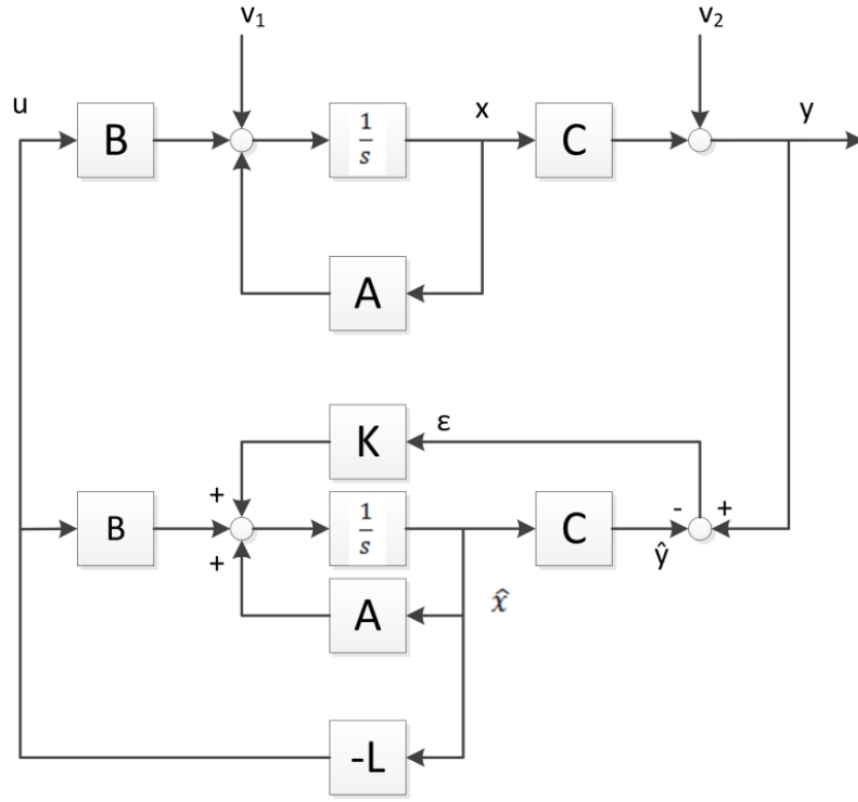 v₁
v₂
u
B
1/s
x
C
y
A
K
ε
+
B
1/s
C
-
+
ŷ
+
A
x̂
-L